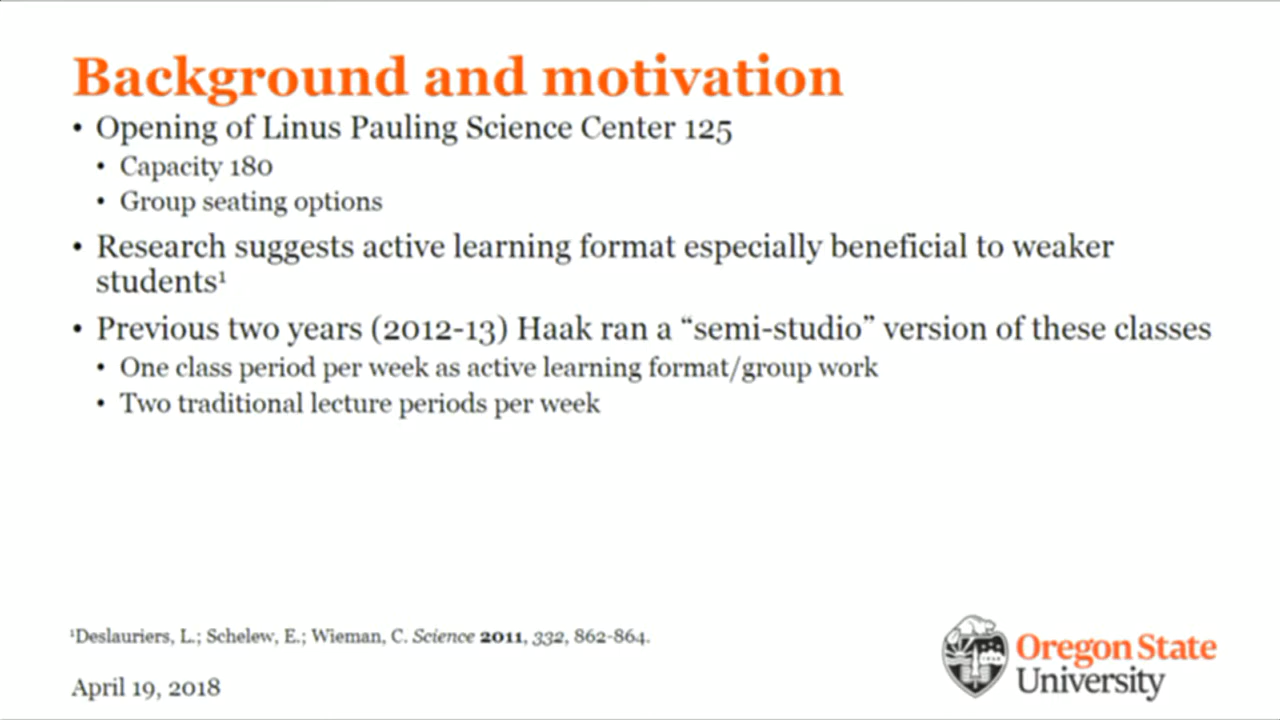 Background and motivation
• Opening of Linus Pauling Science Center 125
• Capacity 180
• Group seating options
• Research suggests active learning format especially beneficial to weaker
students¹
• Previous two years (2012-13) Haak ran a “semi-studio” version of these classes
• One class period per week as active learning format/group work
• Two traditional lecture periods per week
¹Deslauriers, L.; Schelew, E.; Wieman, C. Science 2011, 332, 862-864.
April 19, 2018
Oregon State
University